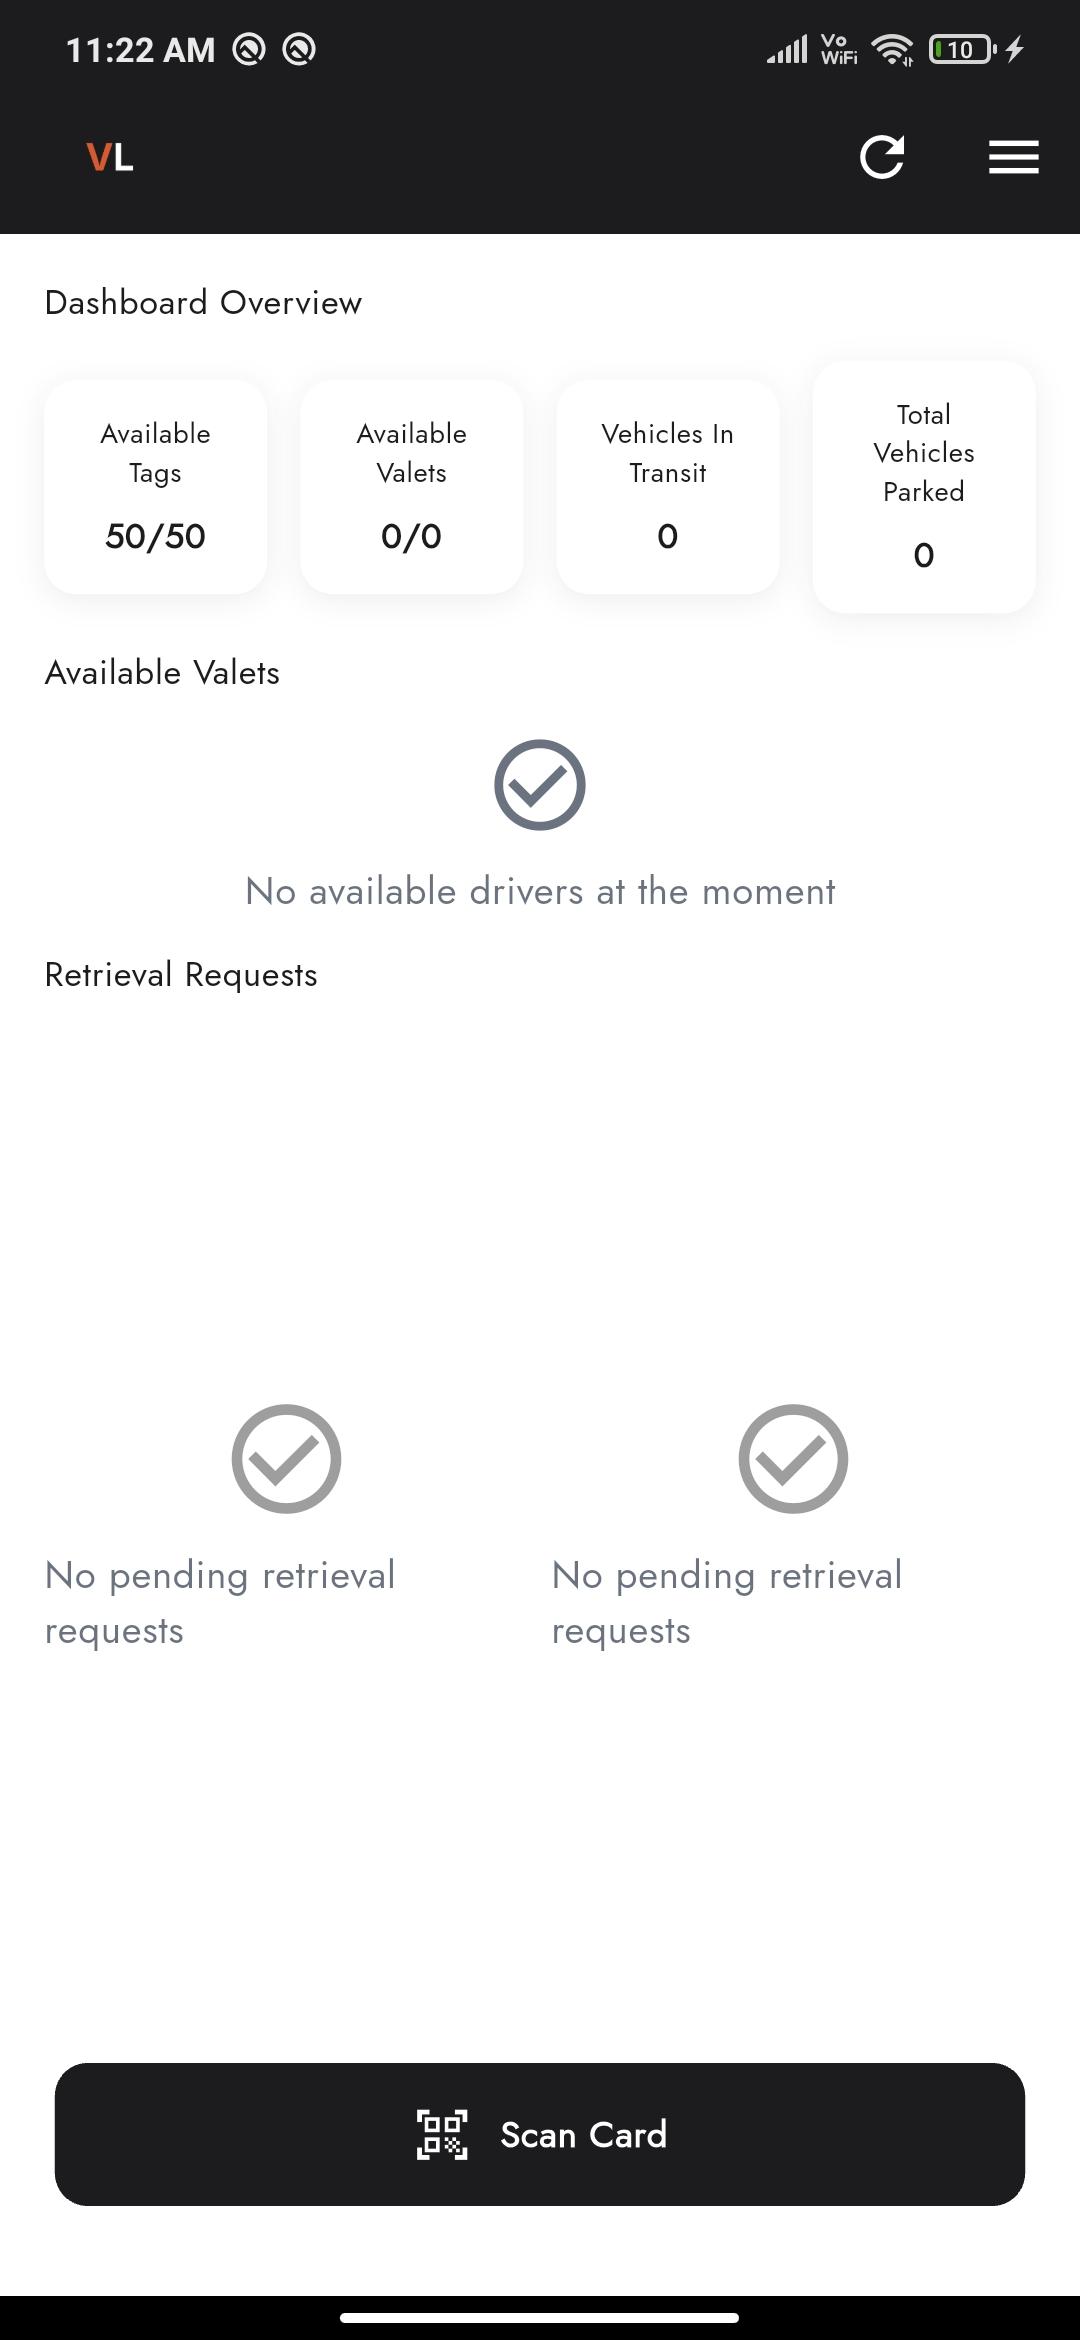 11:22 AM
Vo
WiFi
10
VL
Dashboard Overview
Available
Tags
50/50
Available
Valets
0/0
Vehicles In
Transit
0
Total
Vehicles
Parked
0
Available Valets
No available drivers at the moment
Retrieval Requests
No pending retrieval
requests
No pending retrieval
requests
Scan Card